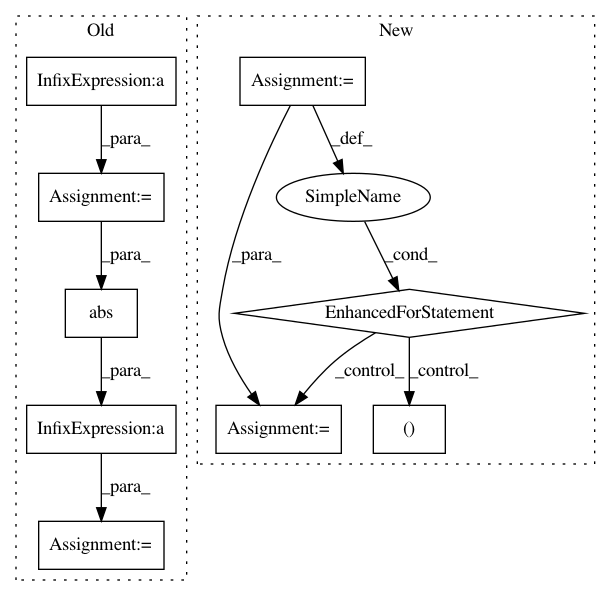 Old
New
InfixExpression:a
Assignment:=
_para_
_def_
Assignment:=
SimpleName
_para_
_para_
_cond_
abs
EnhancedForStatement
_para_
_control_
_control_
InfixExpression:a
Assignment:=
()
_para_
Assignment:=